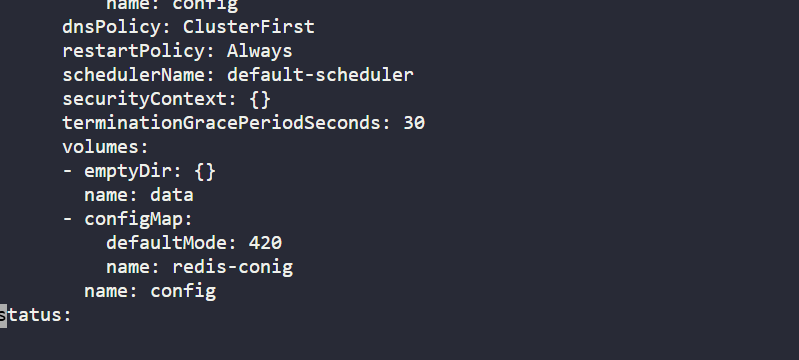 name: config
dnsPolicy: ClusterFirst
restartPolicy: Always
schedulerName: default-scheduler
securityContext: {}
terminationGracePeriodSeconds: 30
volumes:
- emptyDir: {}
name: data
- configMap:
defaultMode: 420
name: redis-conig
name: config
status: